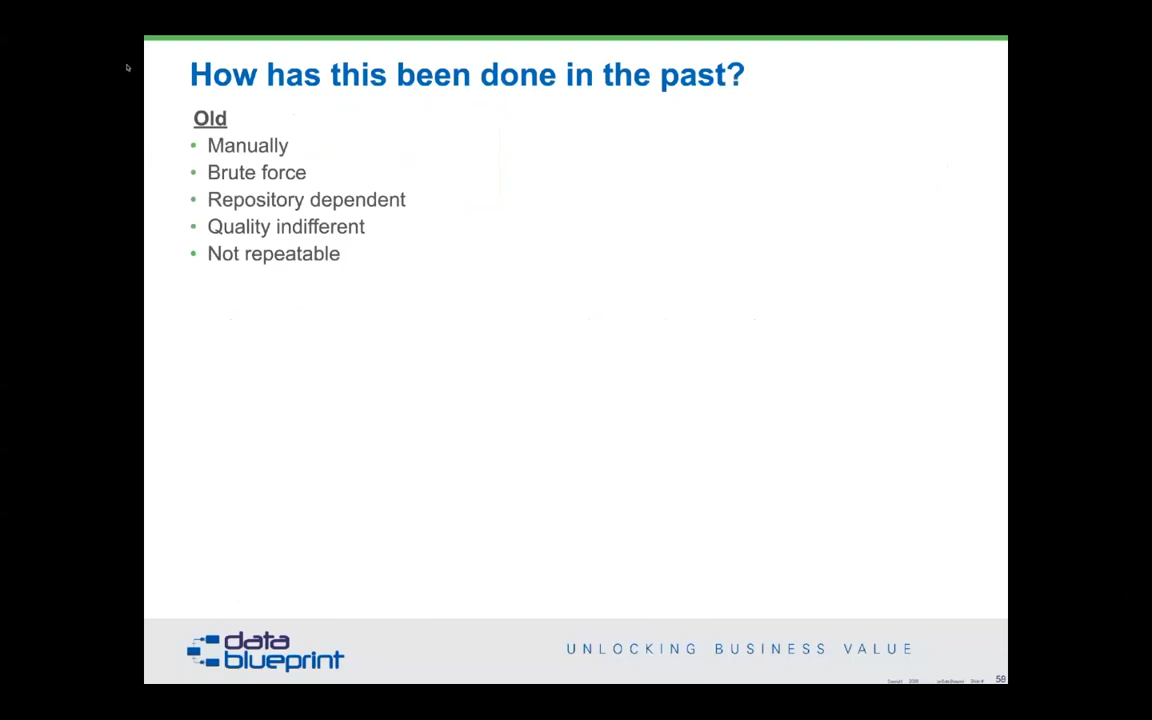 How has this been done in the past?
Old
• Manually
• Brute force
• Repository dependent
• Quality indifferent
• Not repeatable
data
blueprint
UNLOCKING BUSINESS VALUE
58